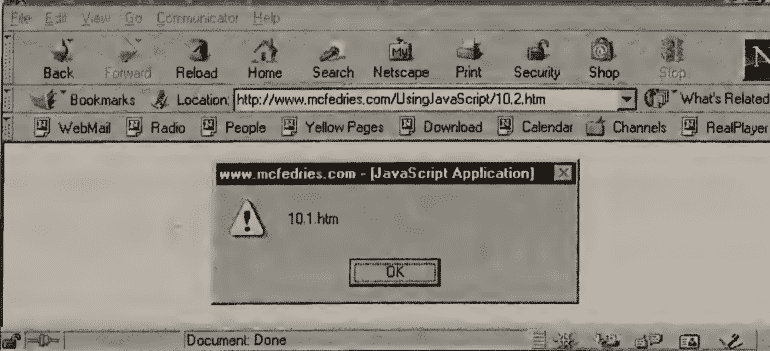 File Edit View Go Communicator Help
Back Forward Reload Home Search Netscape Print Security Shop Stop
Bookmarks Location: http://www.mcfedries.com/UsingJavaScript/10.2.htm What's Related
WebMail Radio People Yellow Pages Download Calendar Channels RealPlayer
www.mcfedries.com - [JavaScript Application]
10.1.htm
OK
Document: Done